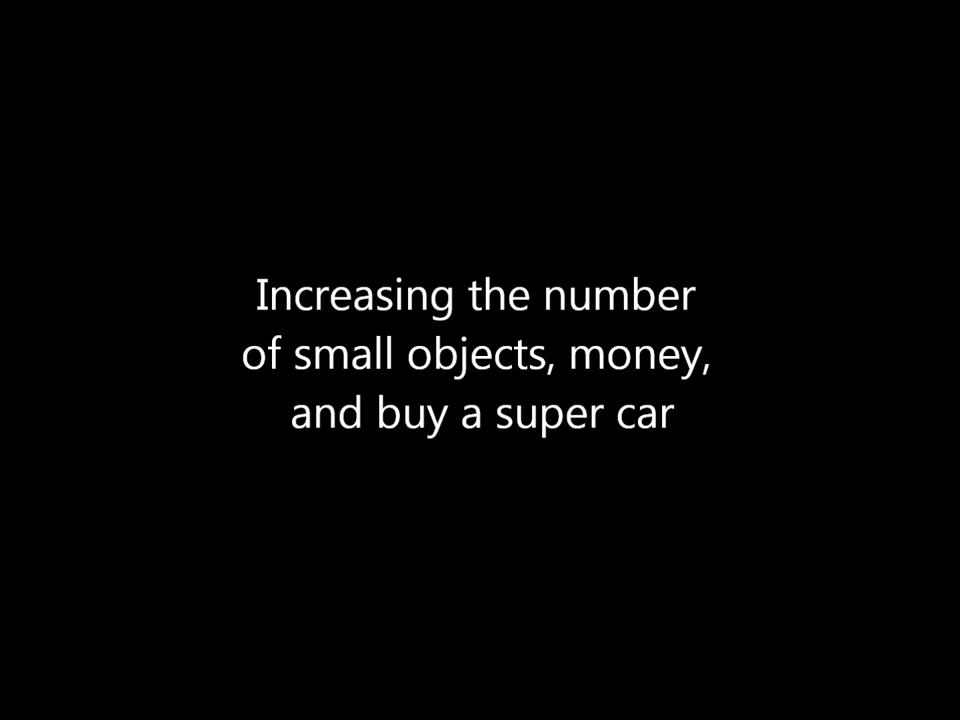 Increasing the number
of small objects, money,
and buy a super car